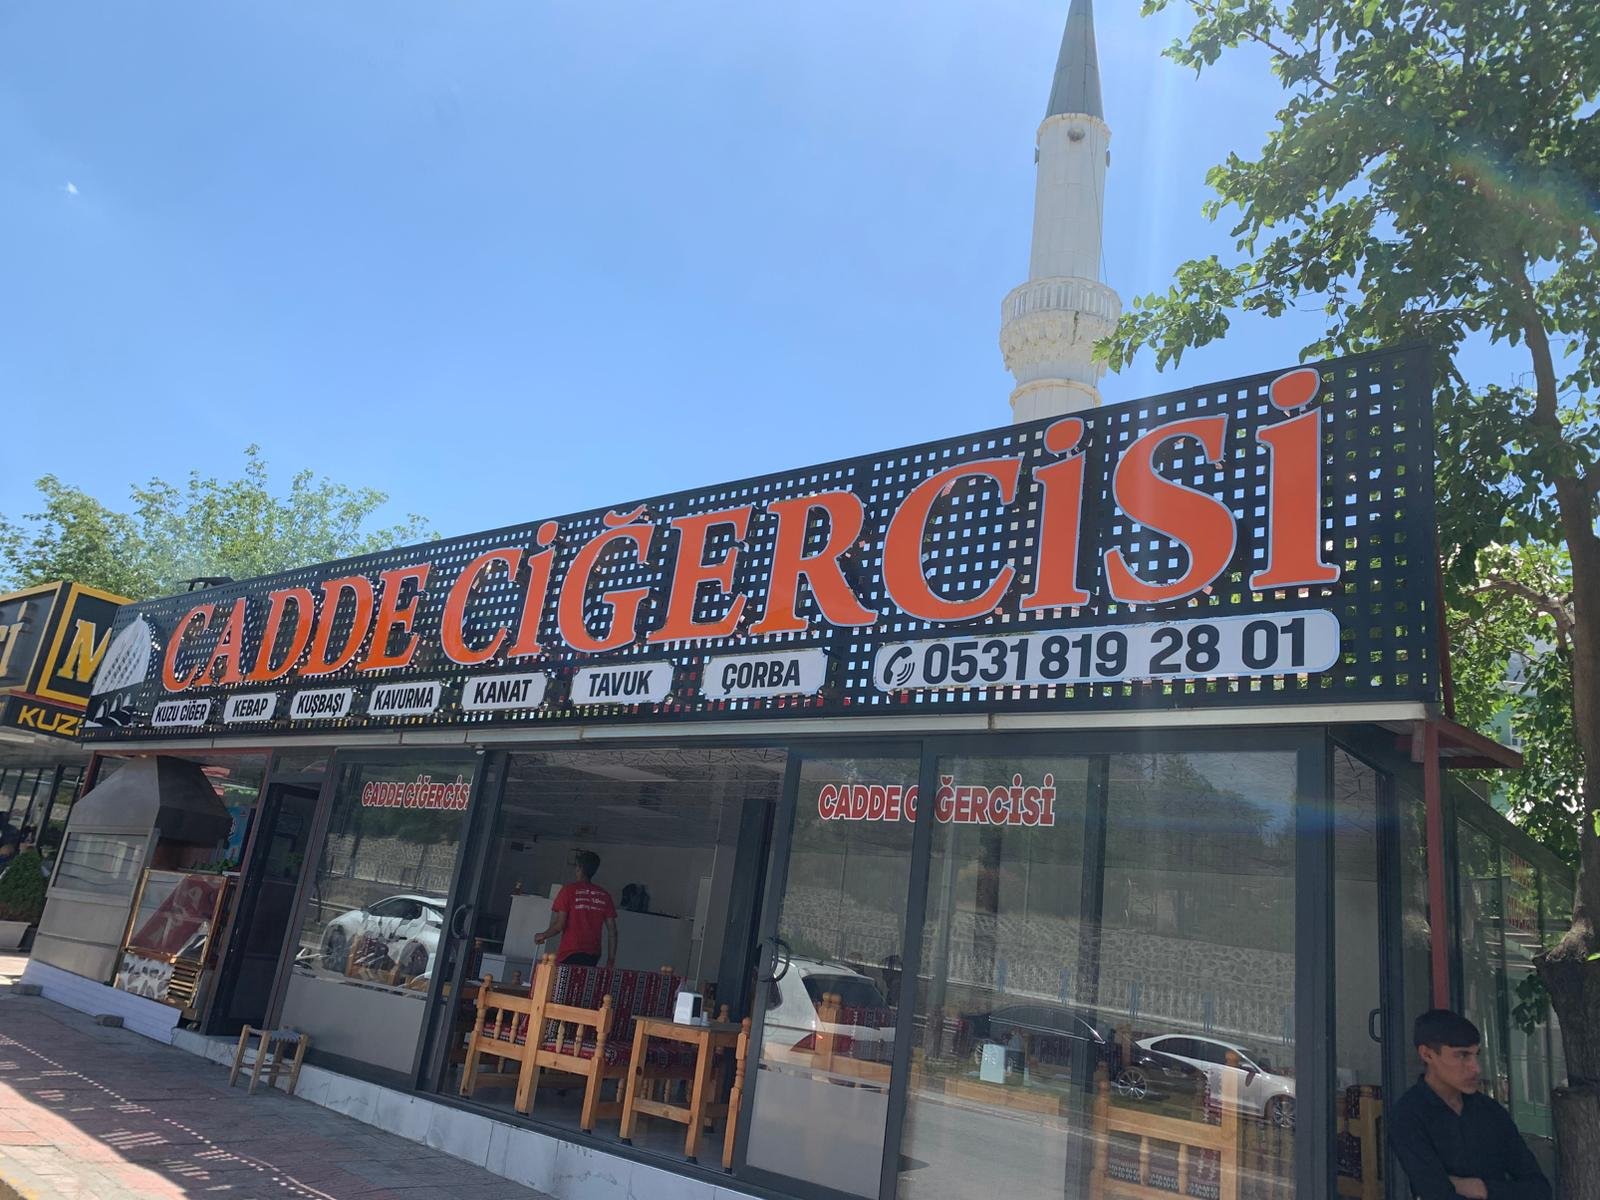 CADDE CİĞERCİSİ
KUZU CİĞER KEBAP KUŞBAŞI KAVURMA KANAT TAVUK ÇORBA 0531 819 28 01
CADDE CİĞERCİSİ
CADDE CİĞERCİSİ